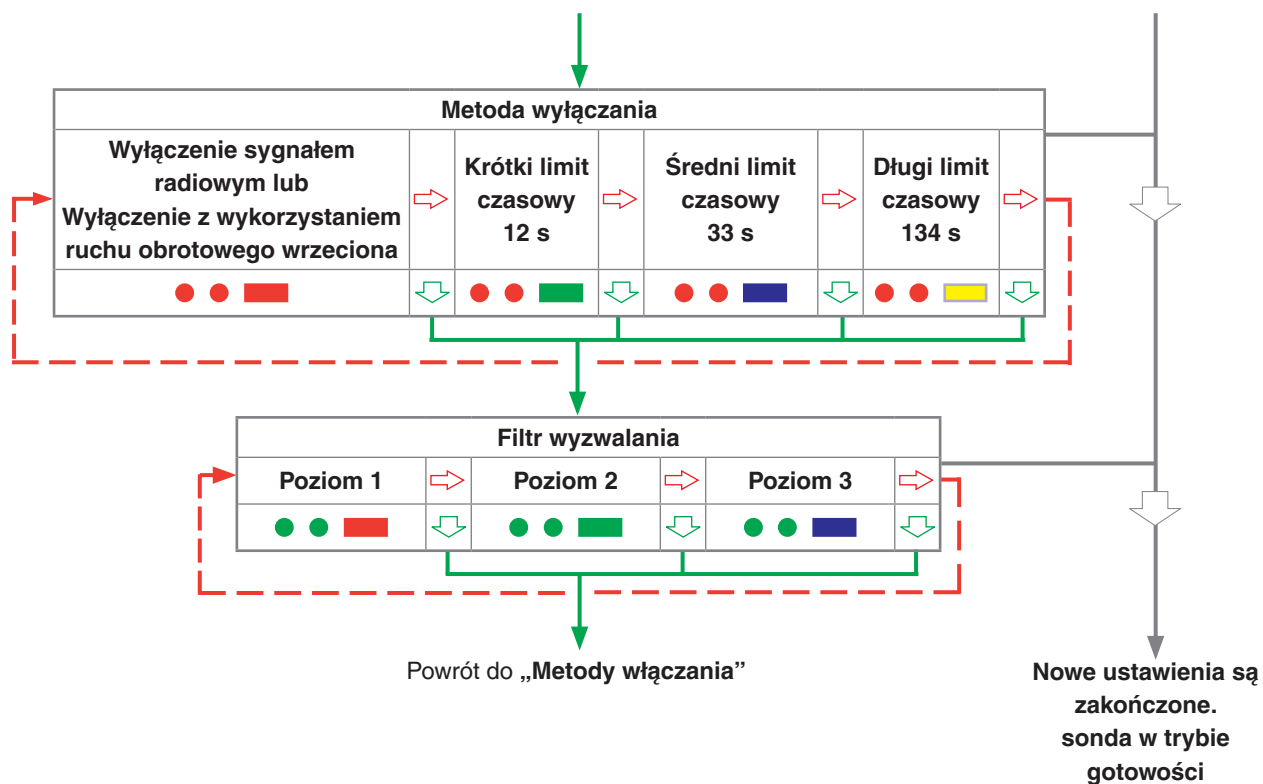 Metoda wyłączania
Wyłączenie sygnałem
radiowym lub
Wyłączenie z wykorzystaniem
ruchu obrotowego wrzeciona
Krótki limit
czasowy
12 s
Średni limit
czasowy
33 s
Długi limit
czasowy
134 s
Filtr wyzwalania
Poziom 1
Poziom 2
Poziom 3
Powrót do „Metody włączania”
Nowe ustawienia są
zakończone.
sonda w trybie
gotowości